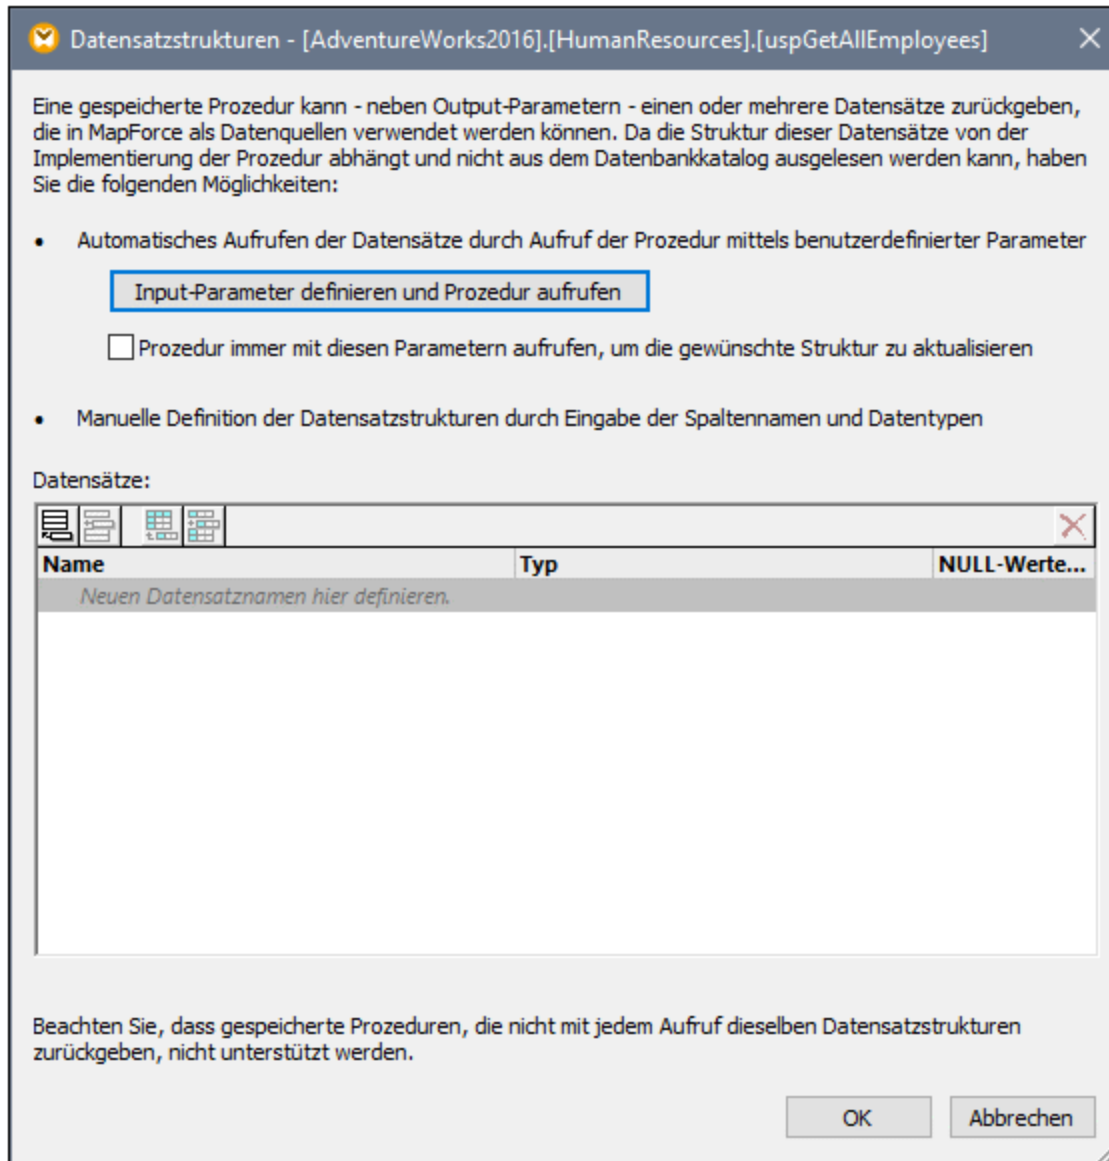 Datensatzstrukturen - [AdventureWorks2016].[HumanResources].[uspGetAllEmployees]
Eine gespeicherte Prozedur kann - neben Output-Parametern - einen oder mehrere Datensätze zurückgeben,
die in MapForce als Datenquellen verwendet werden können. Da die Struktur dieser Datensätze von der
Implementierung der Prozedur abhängt und nicht aus dem Datenbankkatalog ausgelesen werden kann, haben
Sie die folgenden Möglichkeiten:
• Automatisches Aufrufen der Datensätze durch Aufruf der Prozedur mittels benutzerdefinierter Parameter
Input-Parameter definieren und Prozedur aufrufen
Prozedur immer mit diesen Parametern aufrufen, um die gewünschte Struktur zu aktualisieren
• Manuelle Definition der Datensatzstrukturen durch Eingabe der Spaltennamen und Datentypen
Datensätze:
Name Typ NULL-Werte...
Neuen Datensatznamen hier definieren.
Beachten Sie, dass gespeicherte Prozeduren, die nicht mit jedem Aufruf dieselben Datensatzstrukturen
zurückgeben, nicht unterstützt werden.
OK Abbrechen